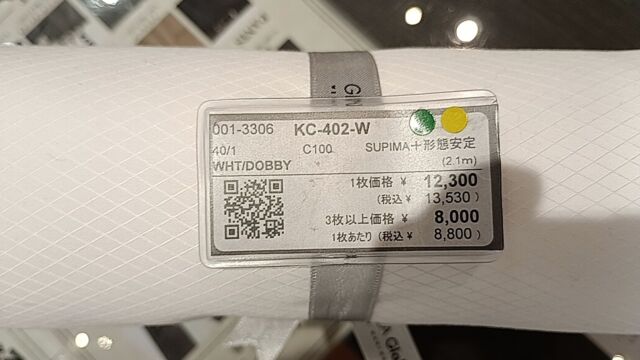 001-3306 KC-402-W
40/1 C100 SUPIMA+形態安定
WHT/DOBBY (2.1m)
1枚価格 ¥ 12,300
(税込 ¥ 13,530)
3枚以上価格 ¥ 8,000
1枚あたり (税込 ¥ 8,800)